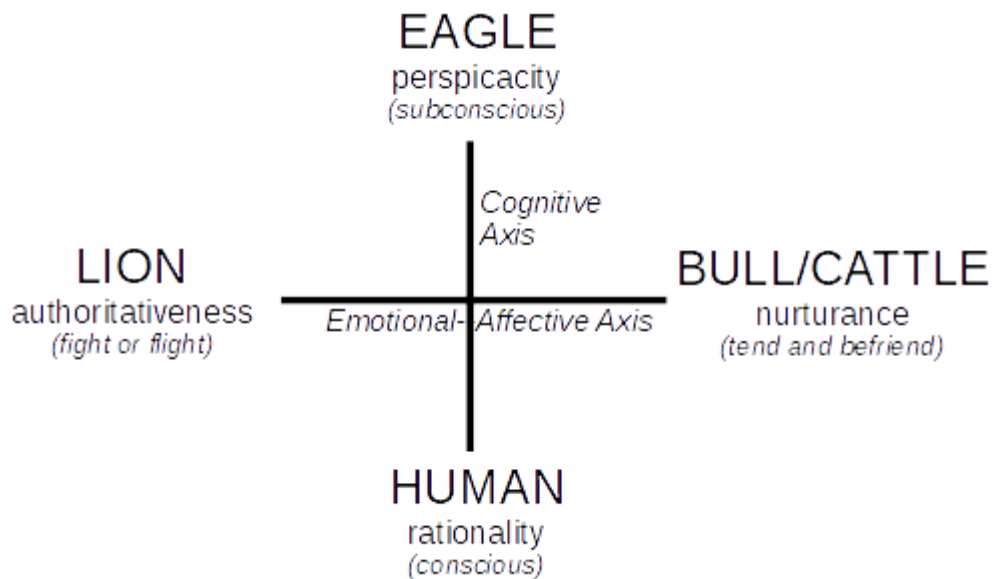 EAGLE
perspicacity
(subconscious)
Cognitive
Axis
LION
authoritativeness
(fight or flight)
BULL/CATTLE
nurturance
(tend and befriend)
Emotional-Affective Axis
HUMAN
rationality
(conscious)